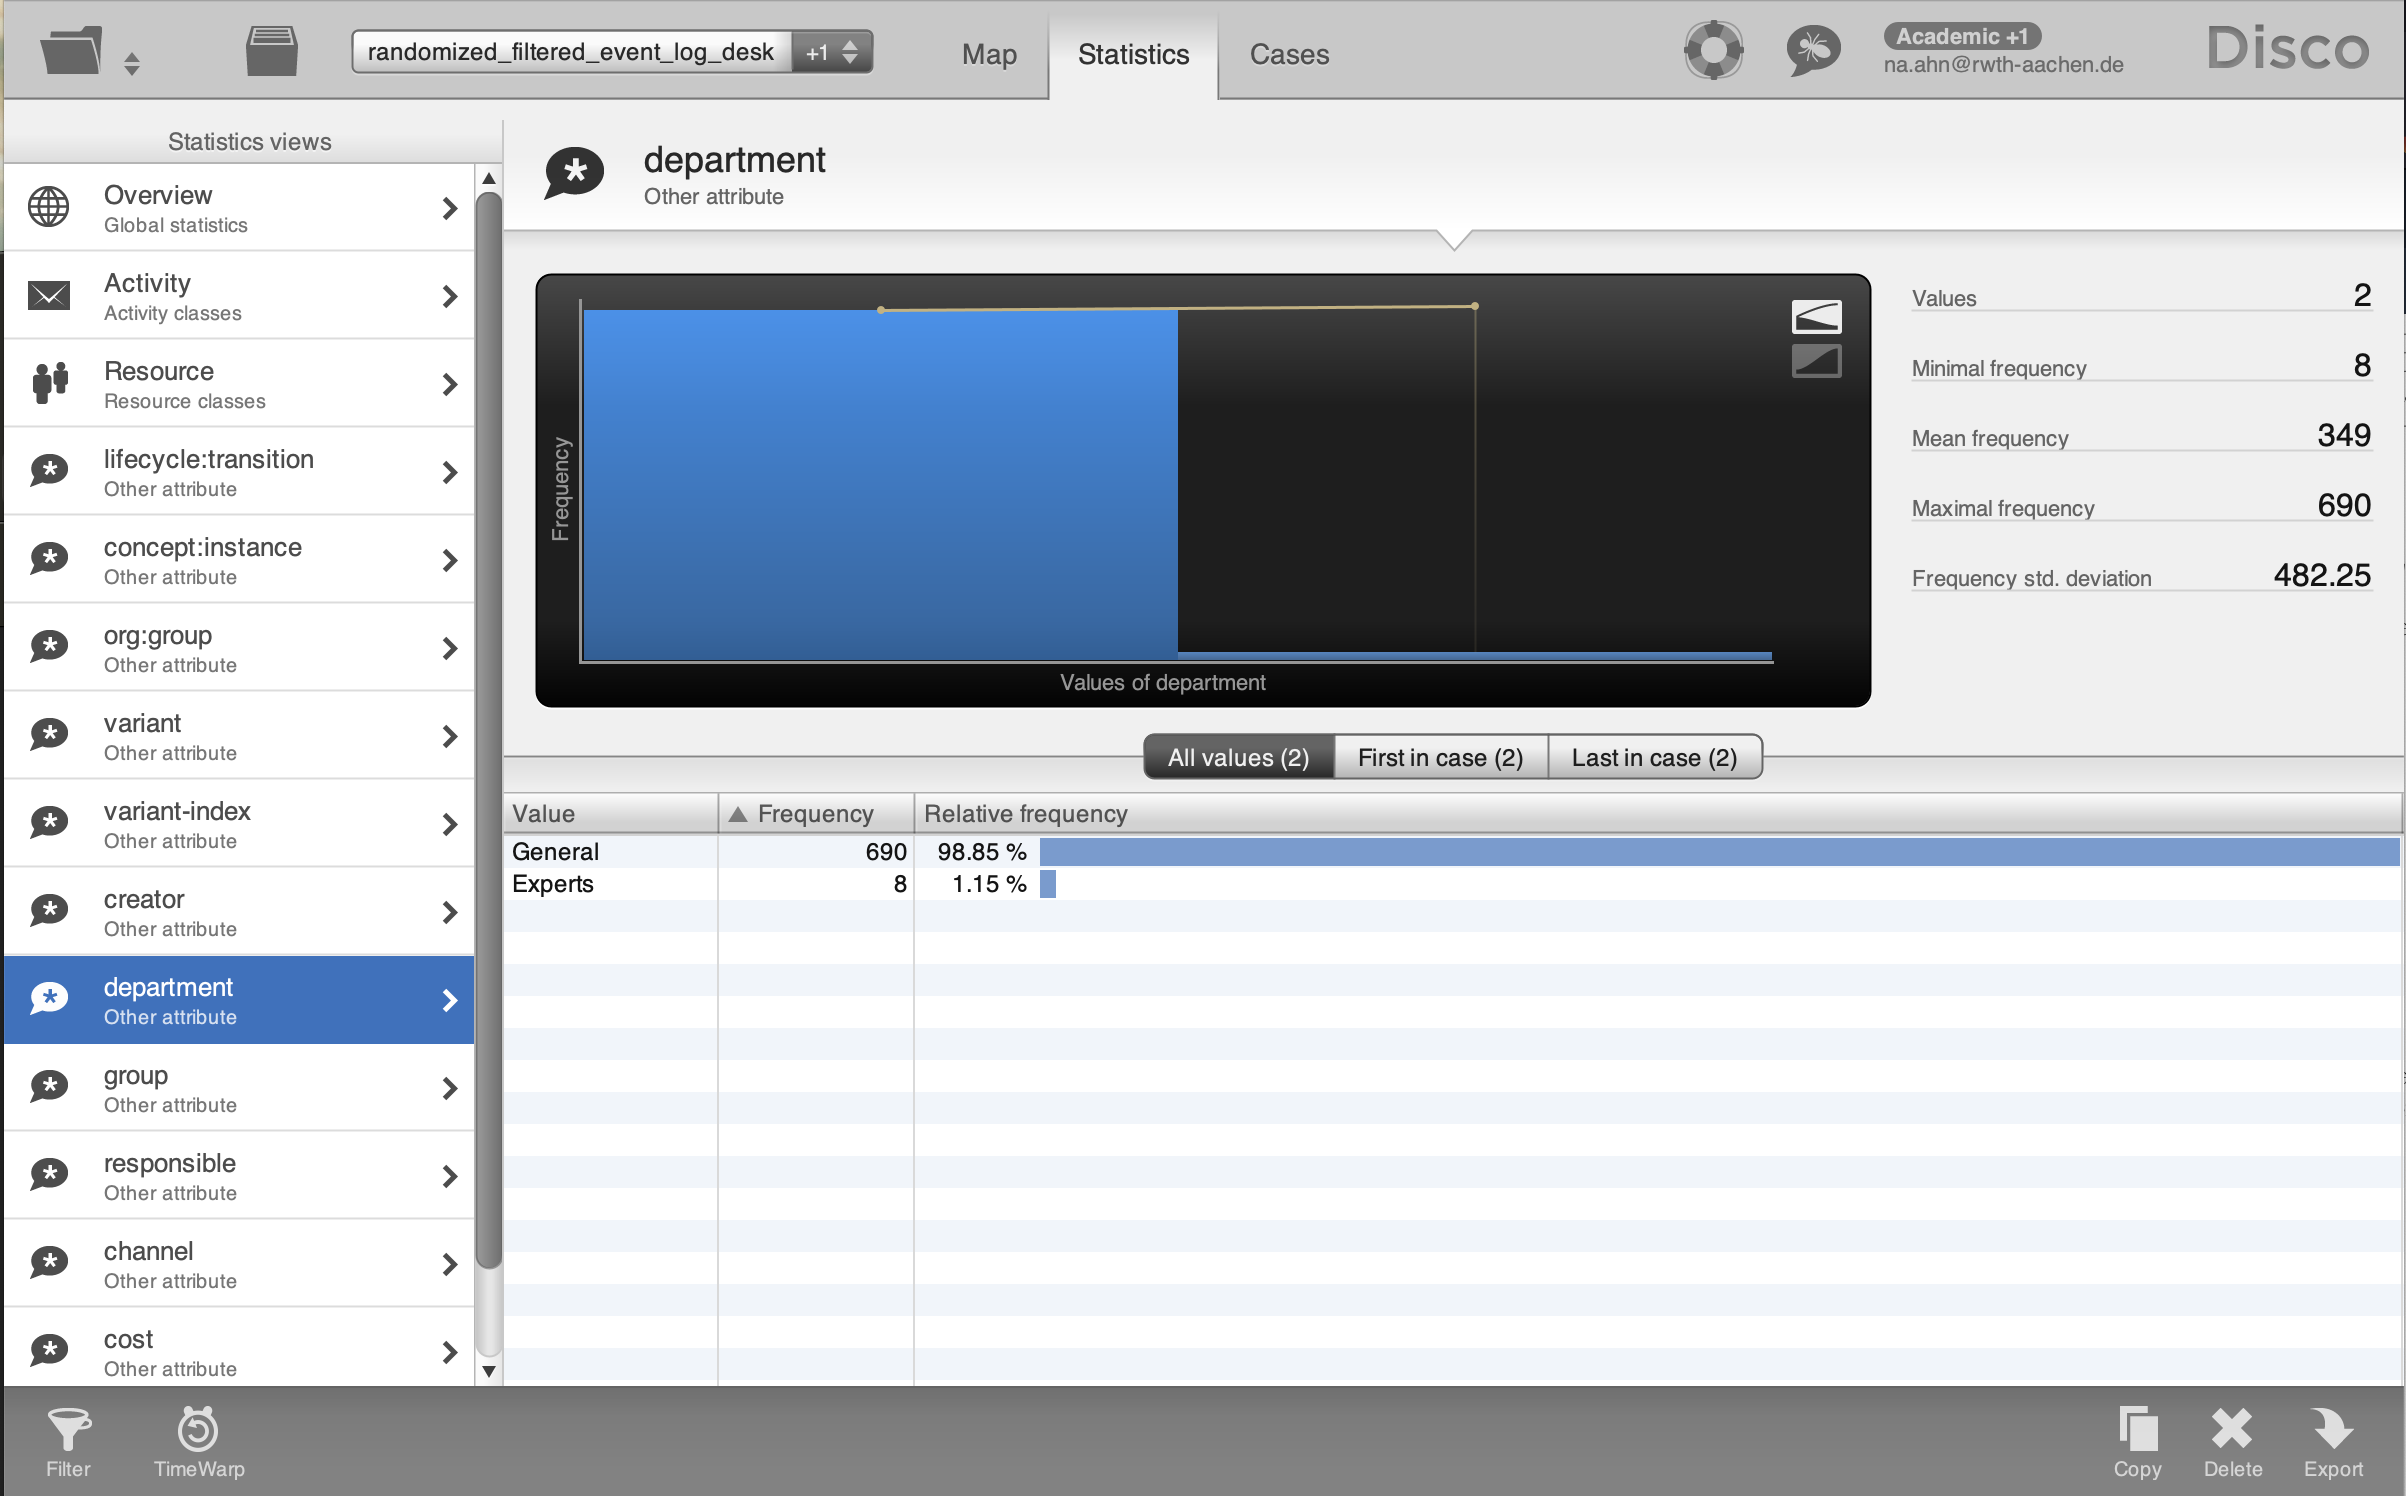 randomized_filtered_event_log_desk +1
Map
Statistics
Cases
Academic +1
na.ahn@rwth-aachen.de
Disco
Statistics views
Overview
Global statistics
Activity
Activity classes
Resource
Resource classes
lifecycle:transition
Other attribute
concept:instance
Other attribute
org:group
Other attribute
variant
Other attribute
variant-index
Other attribute
creator
Other attribute
department
Other attribute
group
Other attribute
responsible
Other attribute
channel
Other attribute
cost
Other attribute
department
Other attribute
Frequency
Values of department
Values 2
Minimal frequency 8
Mean frequency 349
Maximal frequency 690
Frequency std. deviation 482.25
All values (2)
First in case (2)
Last in case (2)
Value Frequency Relative frequency
General 690 98.85 %
Experts 8 1.15 %
Filter
TimeWarp
Copy
Delete
Export